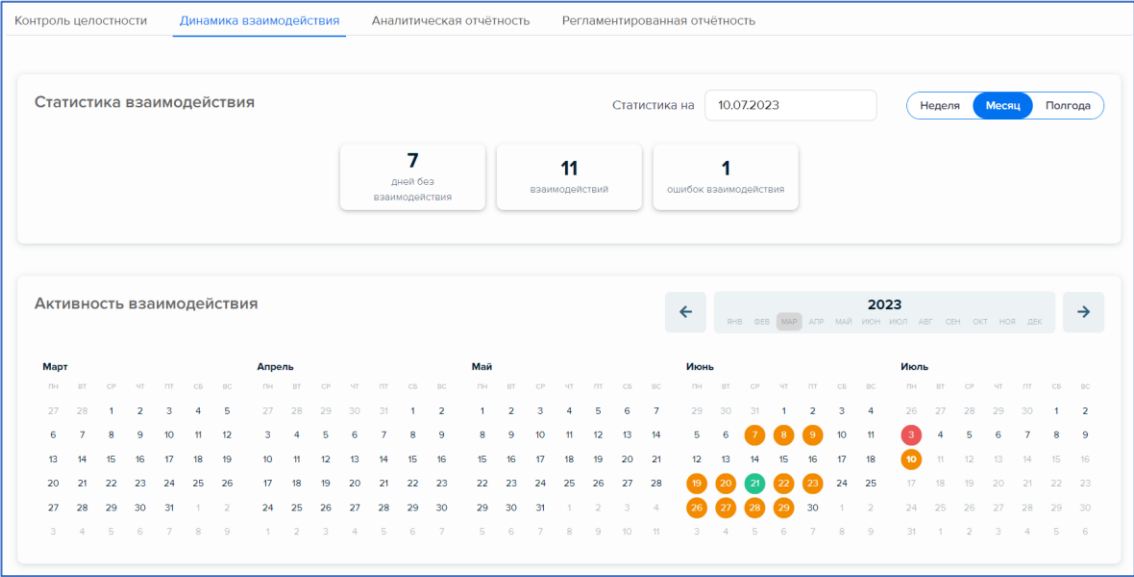 Контроль целостности Динамика взаимодействия Аналитическая отчётность Регламентированная отчётность
Статистика взаимодействия Статистика на 10.07.2023 Неделя Месяц Полгода
7 11 1
дней без взаимодействий ошибок взаимодействия
взаимодействия
Активность взаимодействия ← 2023 →
ЯНВ ФЕВ МАР АПР МАЙ ИЮН ИЮЛ АВГ СЕН ОКТ НОЯ ДЕК
Март Апрель Май Июнь Июль
ПН ВТ СР ЧТ ПТ СБ ВС ПН ВТ СР ЧТ ПТ СБ ВС ПН ВТ СР ЧТ ПТ СБ ВС ПН ВТ СР ЧТ ПТ СБ ВС ПН ВТ СР ЧТ ПТ СБ ВС
27 28 1 2 3 4 5 27 28 29 30 31 1 2 1 2 3 4 5 6 7 29 30 31 1 2 3 4 26 27 28 29 30 1 2
6 7 8 9 10 11 12 3 4 5 6 7 8 9 8 9 10 11 12 13 14 5 6 7 8 9 10 11 3 4 5 6 7 8 9
13 14 15 16 17 18 19 10 11 12 13 14 15 16 15 16 17 18 19 20 21 12 13 14 15 16 17 18 10 11 12 13 14 15 16
20 21 22 23 24 25 26 17 18 19 20 21 22 23 22 23 24 25 26 27 28 19 20 21 22 23 24 25 17 18 19 20 21 22 23
27 28 29 30 31 1 2 24 25 26 27 28 29 30 29 30 31 1 2 3 4 26 27 28 29 30 1 2 24 25 26 27 28 29 30
3 4 5 6 7 8 9 1 2 3 4 5 6 7 5 6 7 8 9 10 11 3 4 5 6 7 8 9 31 1 2 3 4 5 6